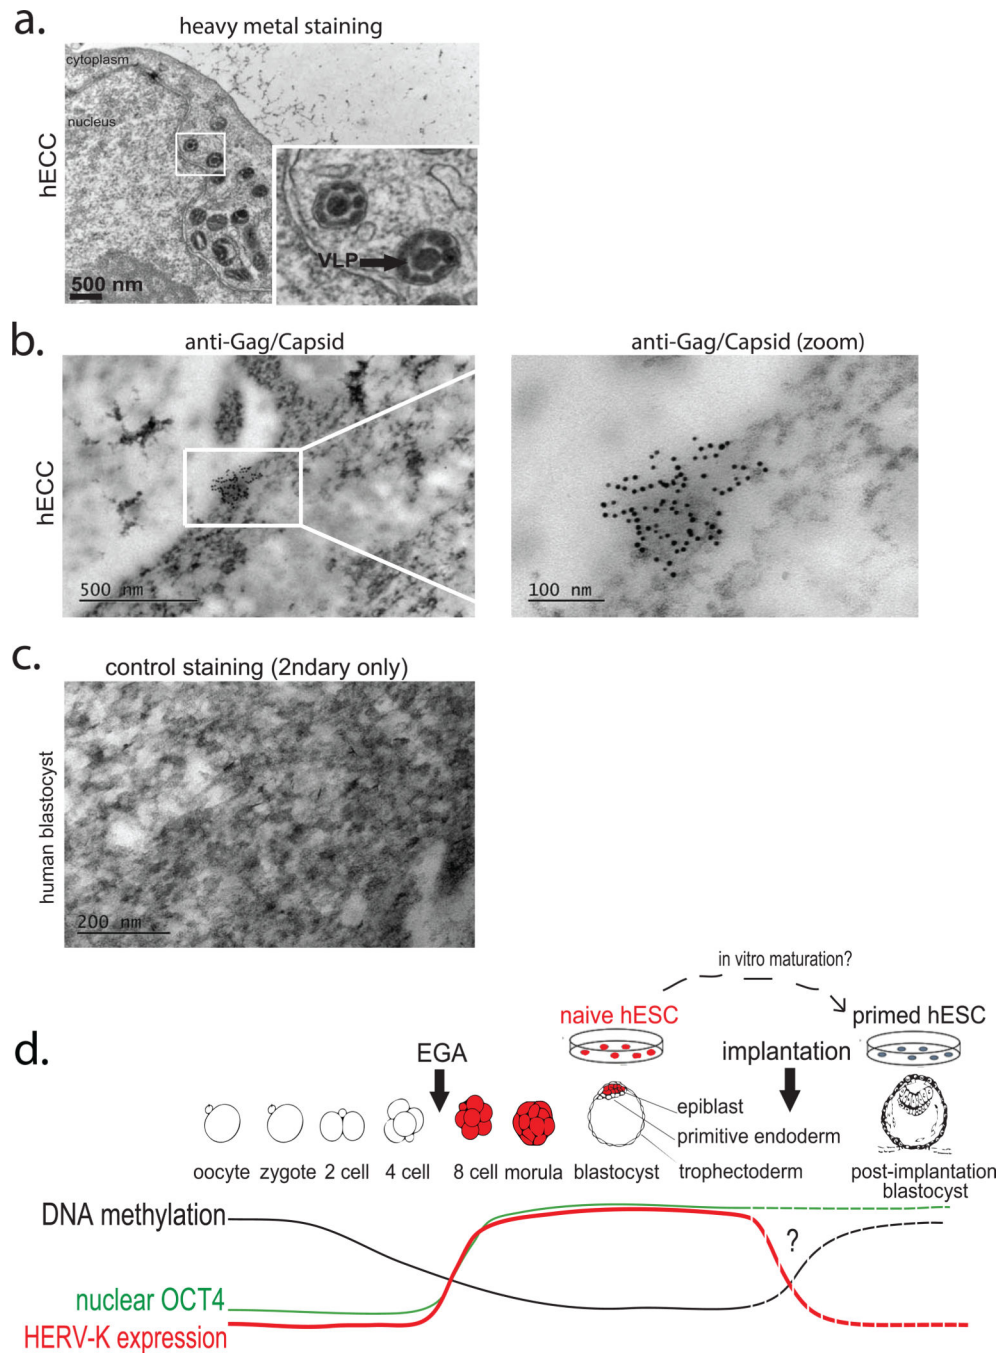 a.
heavy metal staining
hECC
cytoplasm
nucleus
VLP
500 nm
b.
anti-Gag/Capsid
anti-Gag/Capsid (zoom)
hECC
500 nm
100 nm
c.
control staining (2ndary only)
human blastocyst
200 nm
d.
in vitro maturation?
naive hESC
primed hESC
EGA
implantation
epiblast
primitive endoderm
trophectoderm
oocyte zygote 2 cell 4 cell 8 cell morula blastocyst
post-implantation
blastocyst
DNA methylation
?
nuclear OCT4
HERV-K expression